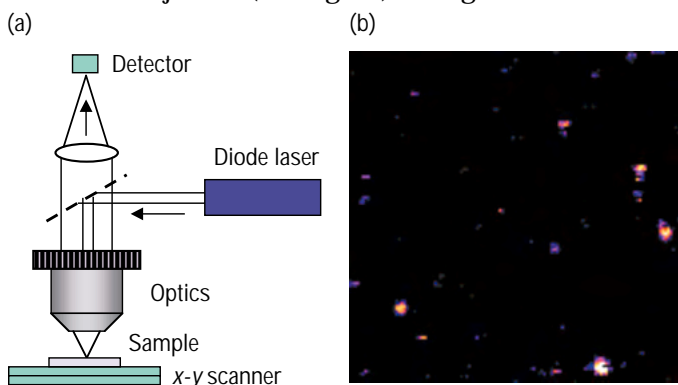 (a)
(b)
Detector
Diode laser
Optics
Sample
x-y scanner